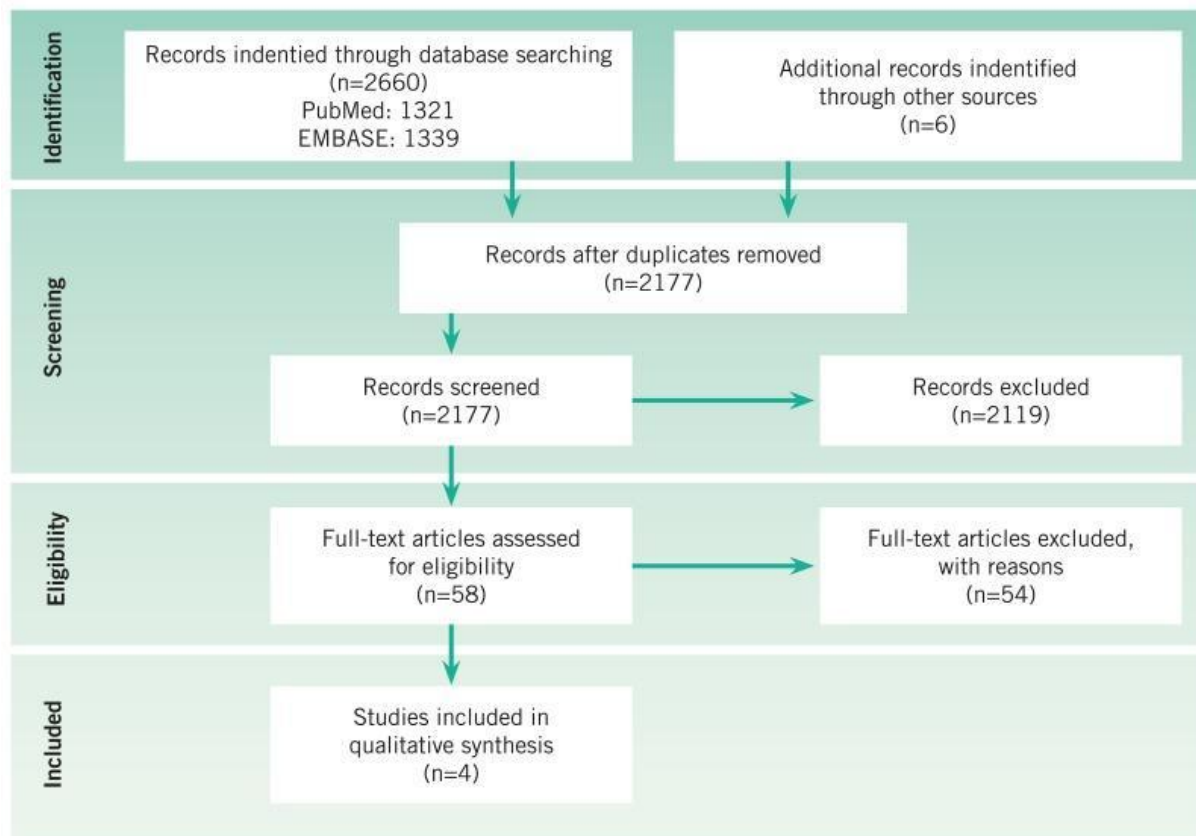 Identification
Records indentied through database searching
(n=2660)
PubMed: 1321
EMBASE: 1339
Additional records indentified
through other sources
(n=6)
Screening
Records after duplicates removed
(n=2177)
Records screened
(n=2177)
Records excluded
(n=2119)
Eligibility
Full-text articles assessed
for eligibility
(n=58)
Full-text articles excluded,
with reasons
(n=54)
Included
Studies included in
qualitative synthesis
(n=4)